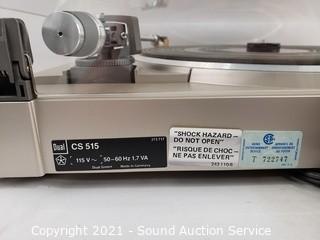 Dual
CS 515
115 V ~ 50-60 Hz 1.7 VA
Dual GmbH
Made in Germany
"SHOCK HAZARD -
DO NOT OPEN"
"RISQUE DE CHOC -
NE PAS ENLEVER"
T 722747
Copyright © 2021 - Sound Auction Service